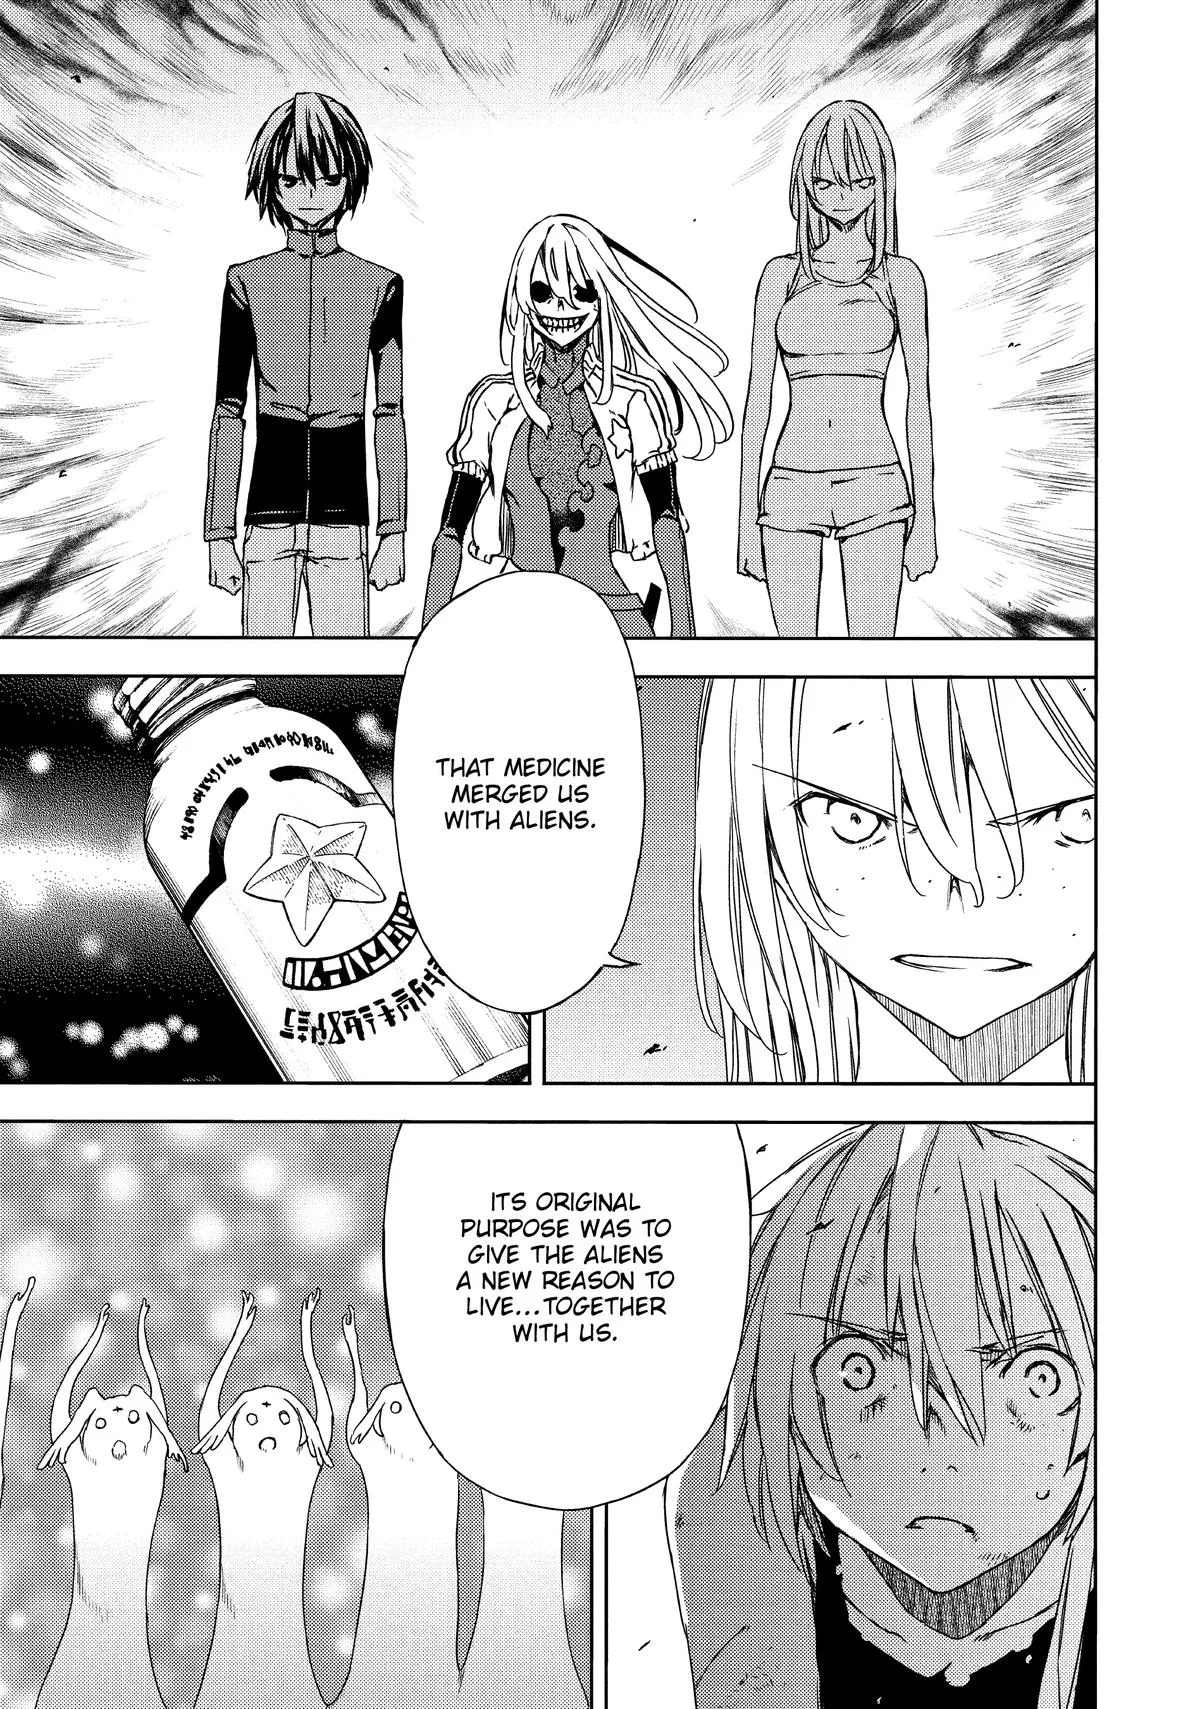 THAT MEDICINE
MERGED US
WITH ALIENS.
ITS ORIGINAL
PURPOSE WAS TO
GIVE THE ALIENS
A NEW REASON TO
LIVE...TOGETHER
WITH US.